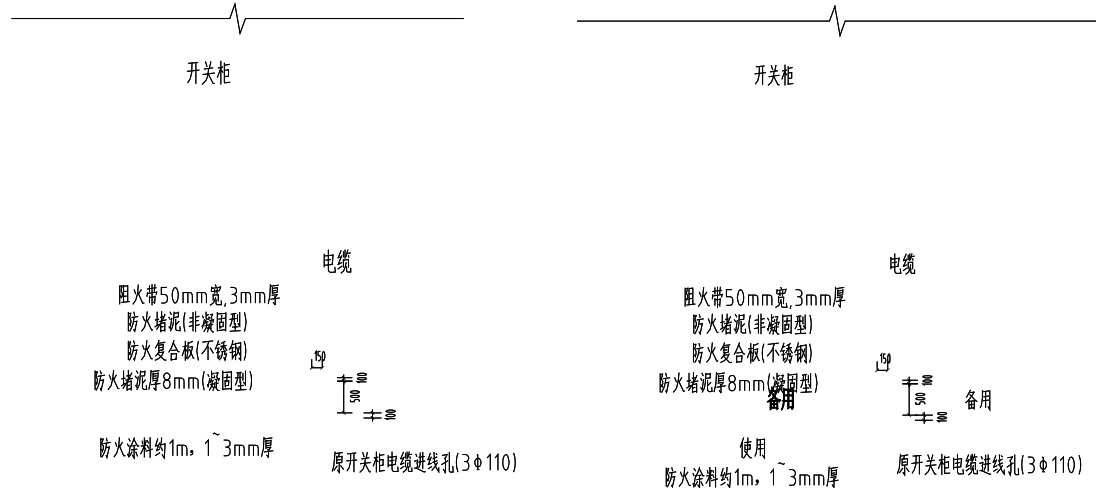 开关柜
电缆
阻火带50mm宽,3mm厚
防火堵泥(非凝固型)
防火复合板(不锈钢)
150
防火堵泥厚8mm(凝固型)
100
500
100
防火涂料约1m，1~3mm厚
原开关柜电缆进线孔(3Φ110)
开关柜
电缆
阻火带50mm宽,3mm厚
防火堵泥(非凝固型)
防火复合板(不锈钢)
150
防火堵泥厚8mm(凝固型)
100
500
100
备用
备用
使用
防火涂料约1m，1~3mm厚
原开关柜电缆进线孔(3Φ110)